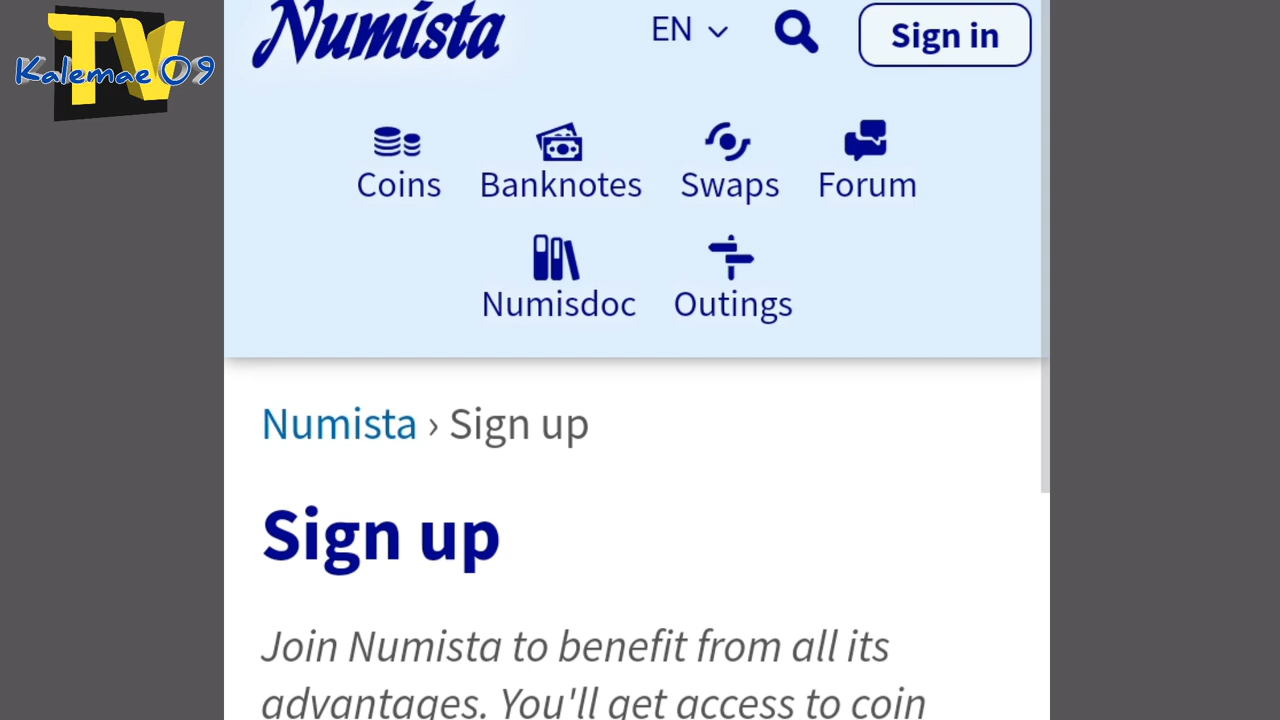 TV
Kalemae 09
Numista
EN
Sign in
Coins
Banknotes
Swaps
Forum
Numisdoc
Outings
Numista › Sign up
Sign up
Join Numista to benefit from all its
advantages. You'll get access to coin